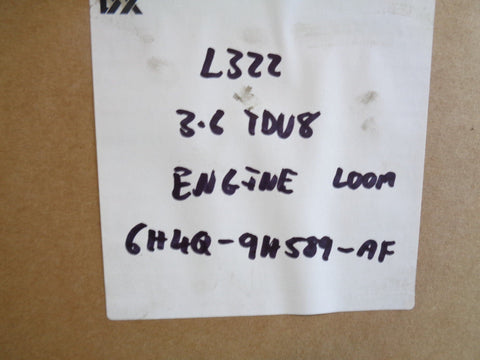 L322
3.6 TDV8
ENGINE LOOM
6H4Q-9H589-AF